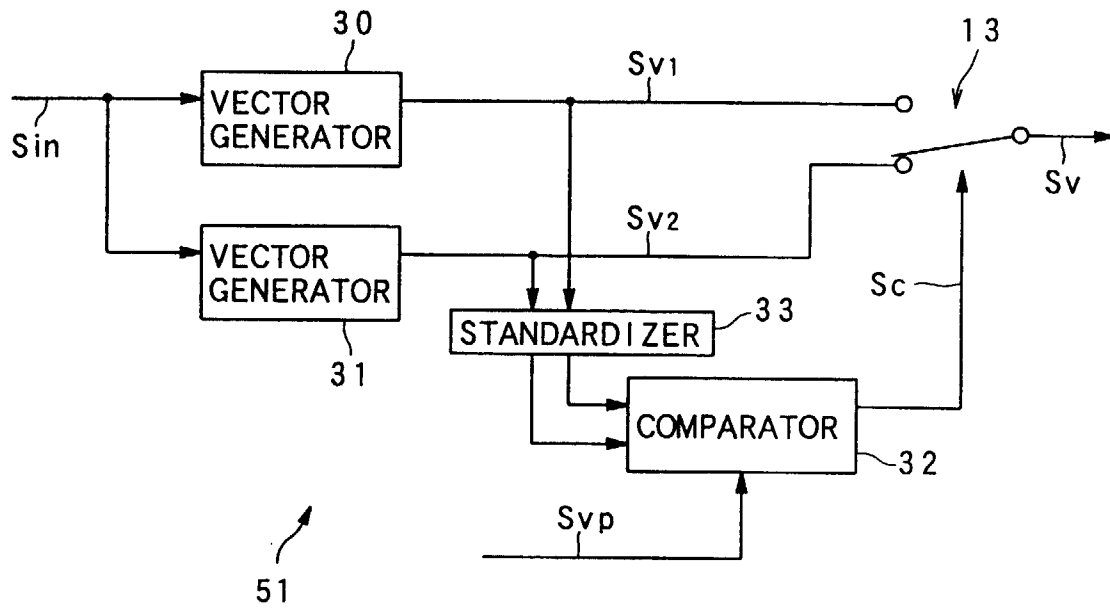 30
13
VECTOR
GENERATOR
Sv1
Sin
Sv
VECTOR
GENERATOR
Sv2
Sc
33
STANDARDIZER
31
COMPARATOR
32
Svp
51